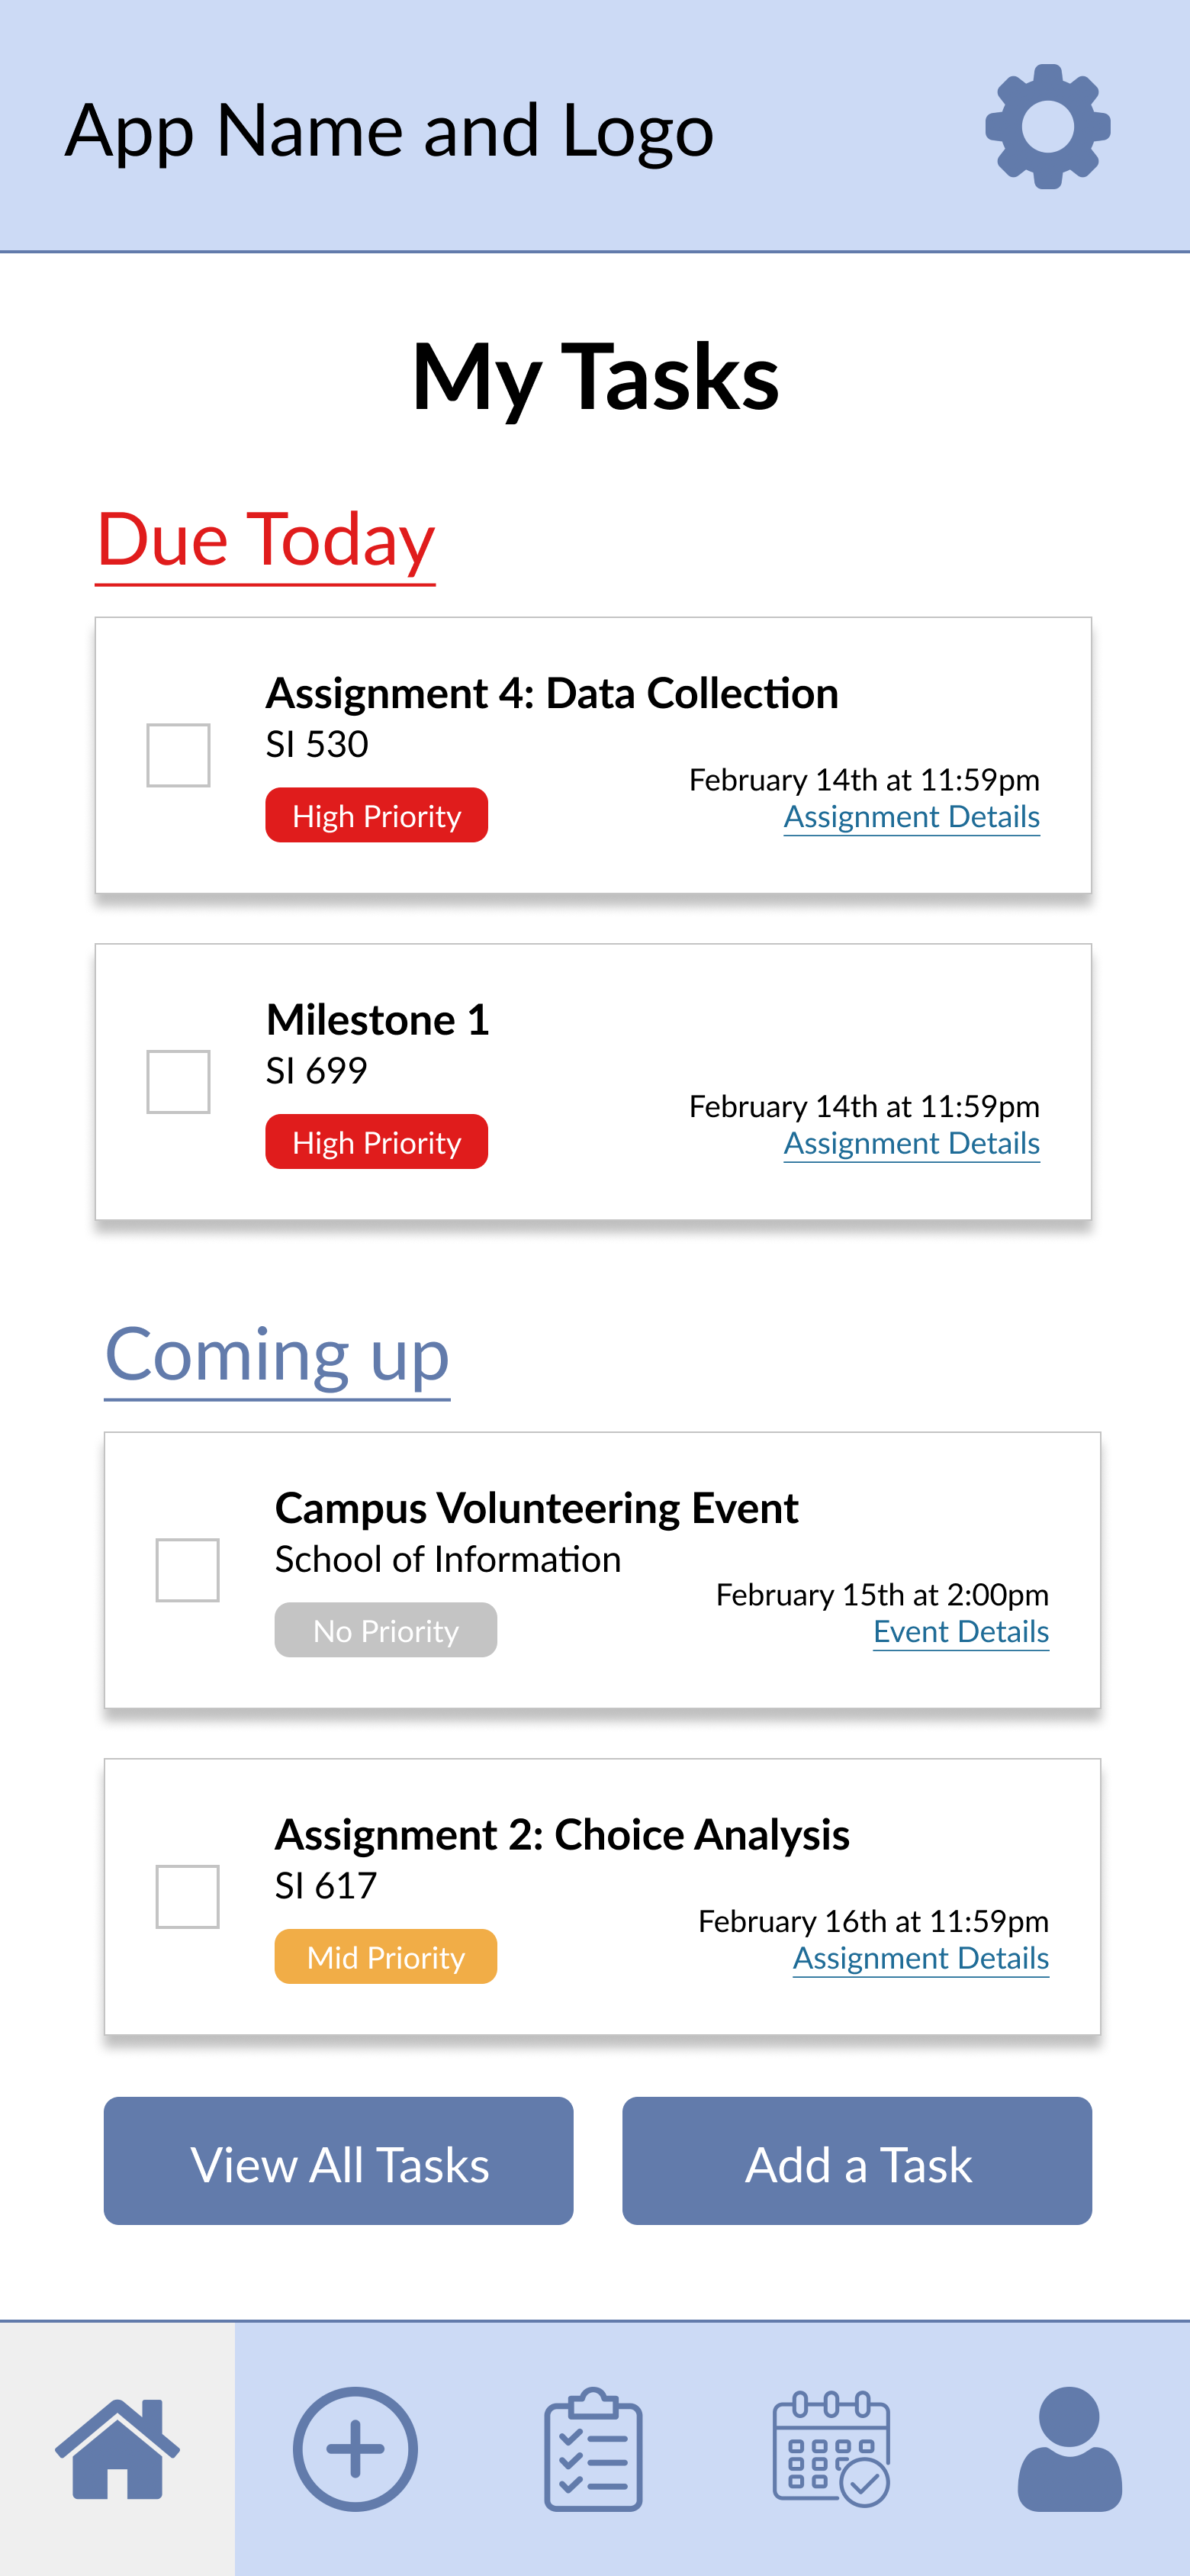 App Name and Logo
My Tasks
Due Today
Assignment 4: Data Collection
SI 530
High Priority
February 14th at 11:59pm
Assignment Details
Milestone 1
SI 699
High Priority
February 14th at 11:59pm
Assignment Details
Coming up
Campus Volunteering Event
School of Information
No Priority
February 15th at 2:00pm
Event Details
Assignment 2: Choice Analysis
SI 617
Mid Priority
February 16th at 11:59pm
Assignment Details
View All Tasks
Add a Task